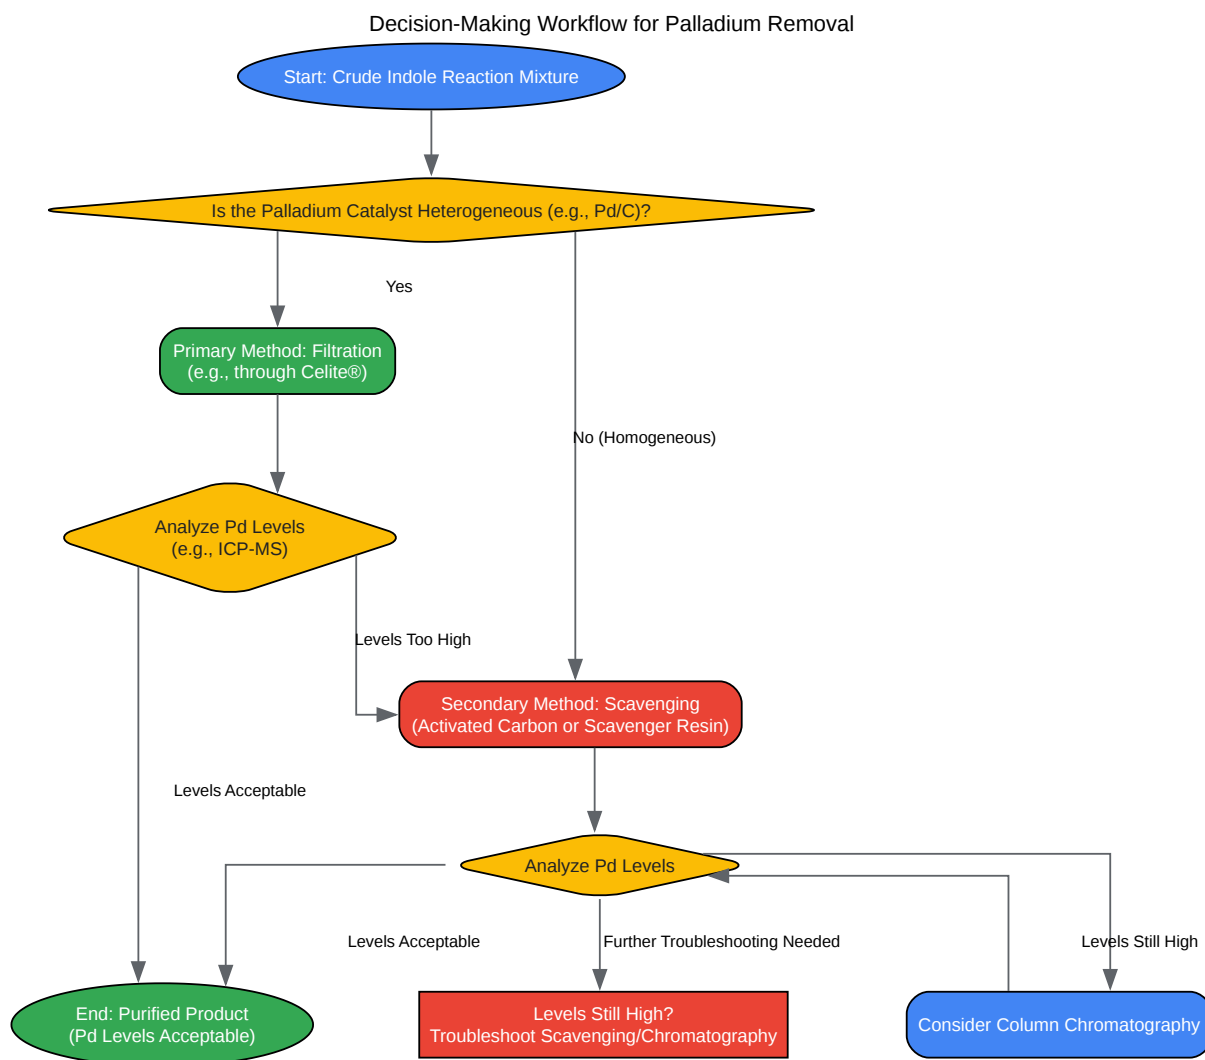 Decision-Making Workflow for Palladium Removal
Start: Crude Indole Reaction Mixture
Is the Palladium Catalyst Heterogeneous (e.g., Pd/C)?
Yes
Primary Method: Filtration
(e.g., through Celite®)
No (Homogeneous)
Analyze Pd Levels
(e.g., ICP-MS)
Levels Too High
Secondary Method: Scavenging
(Activated Carbon or Scavenger Resin)
Levels Acceptable
Analyze Pd Levels
Levels Acceptable
Further Troubleshooting Needed
Levels Still High
End: Purified Product
(Pd Levels Acceptable)
Levels Still High?
Troubleshoot Scavenging/Chromatography
Consider Column Chromatography